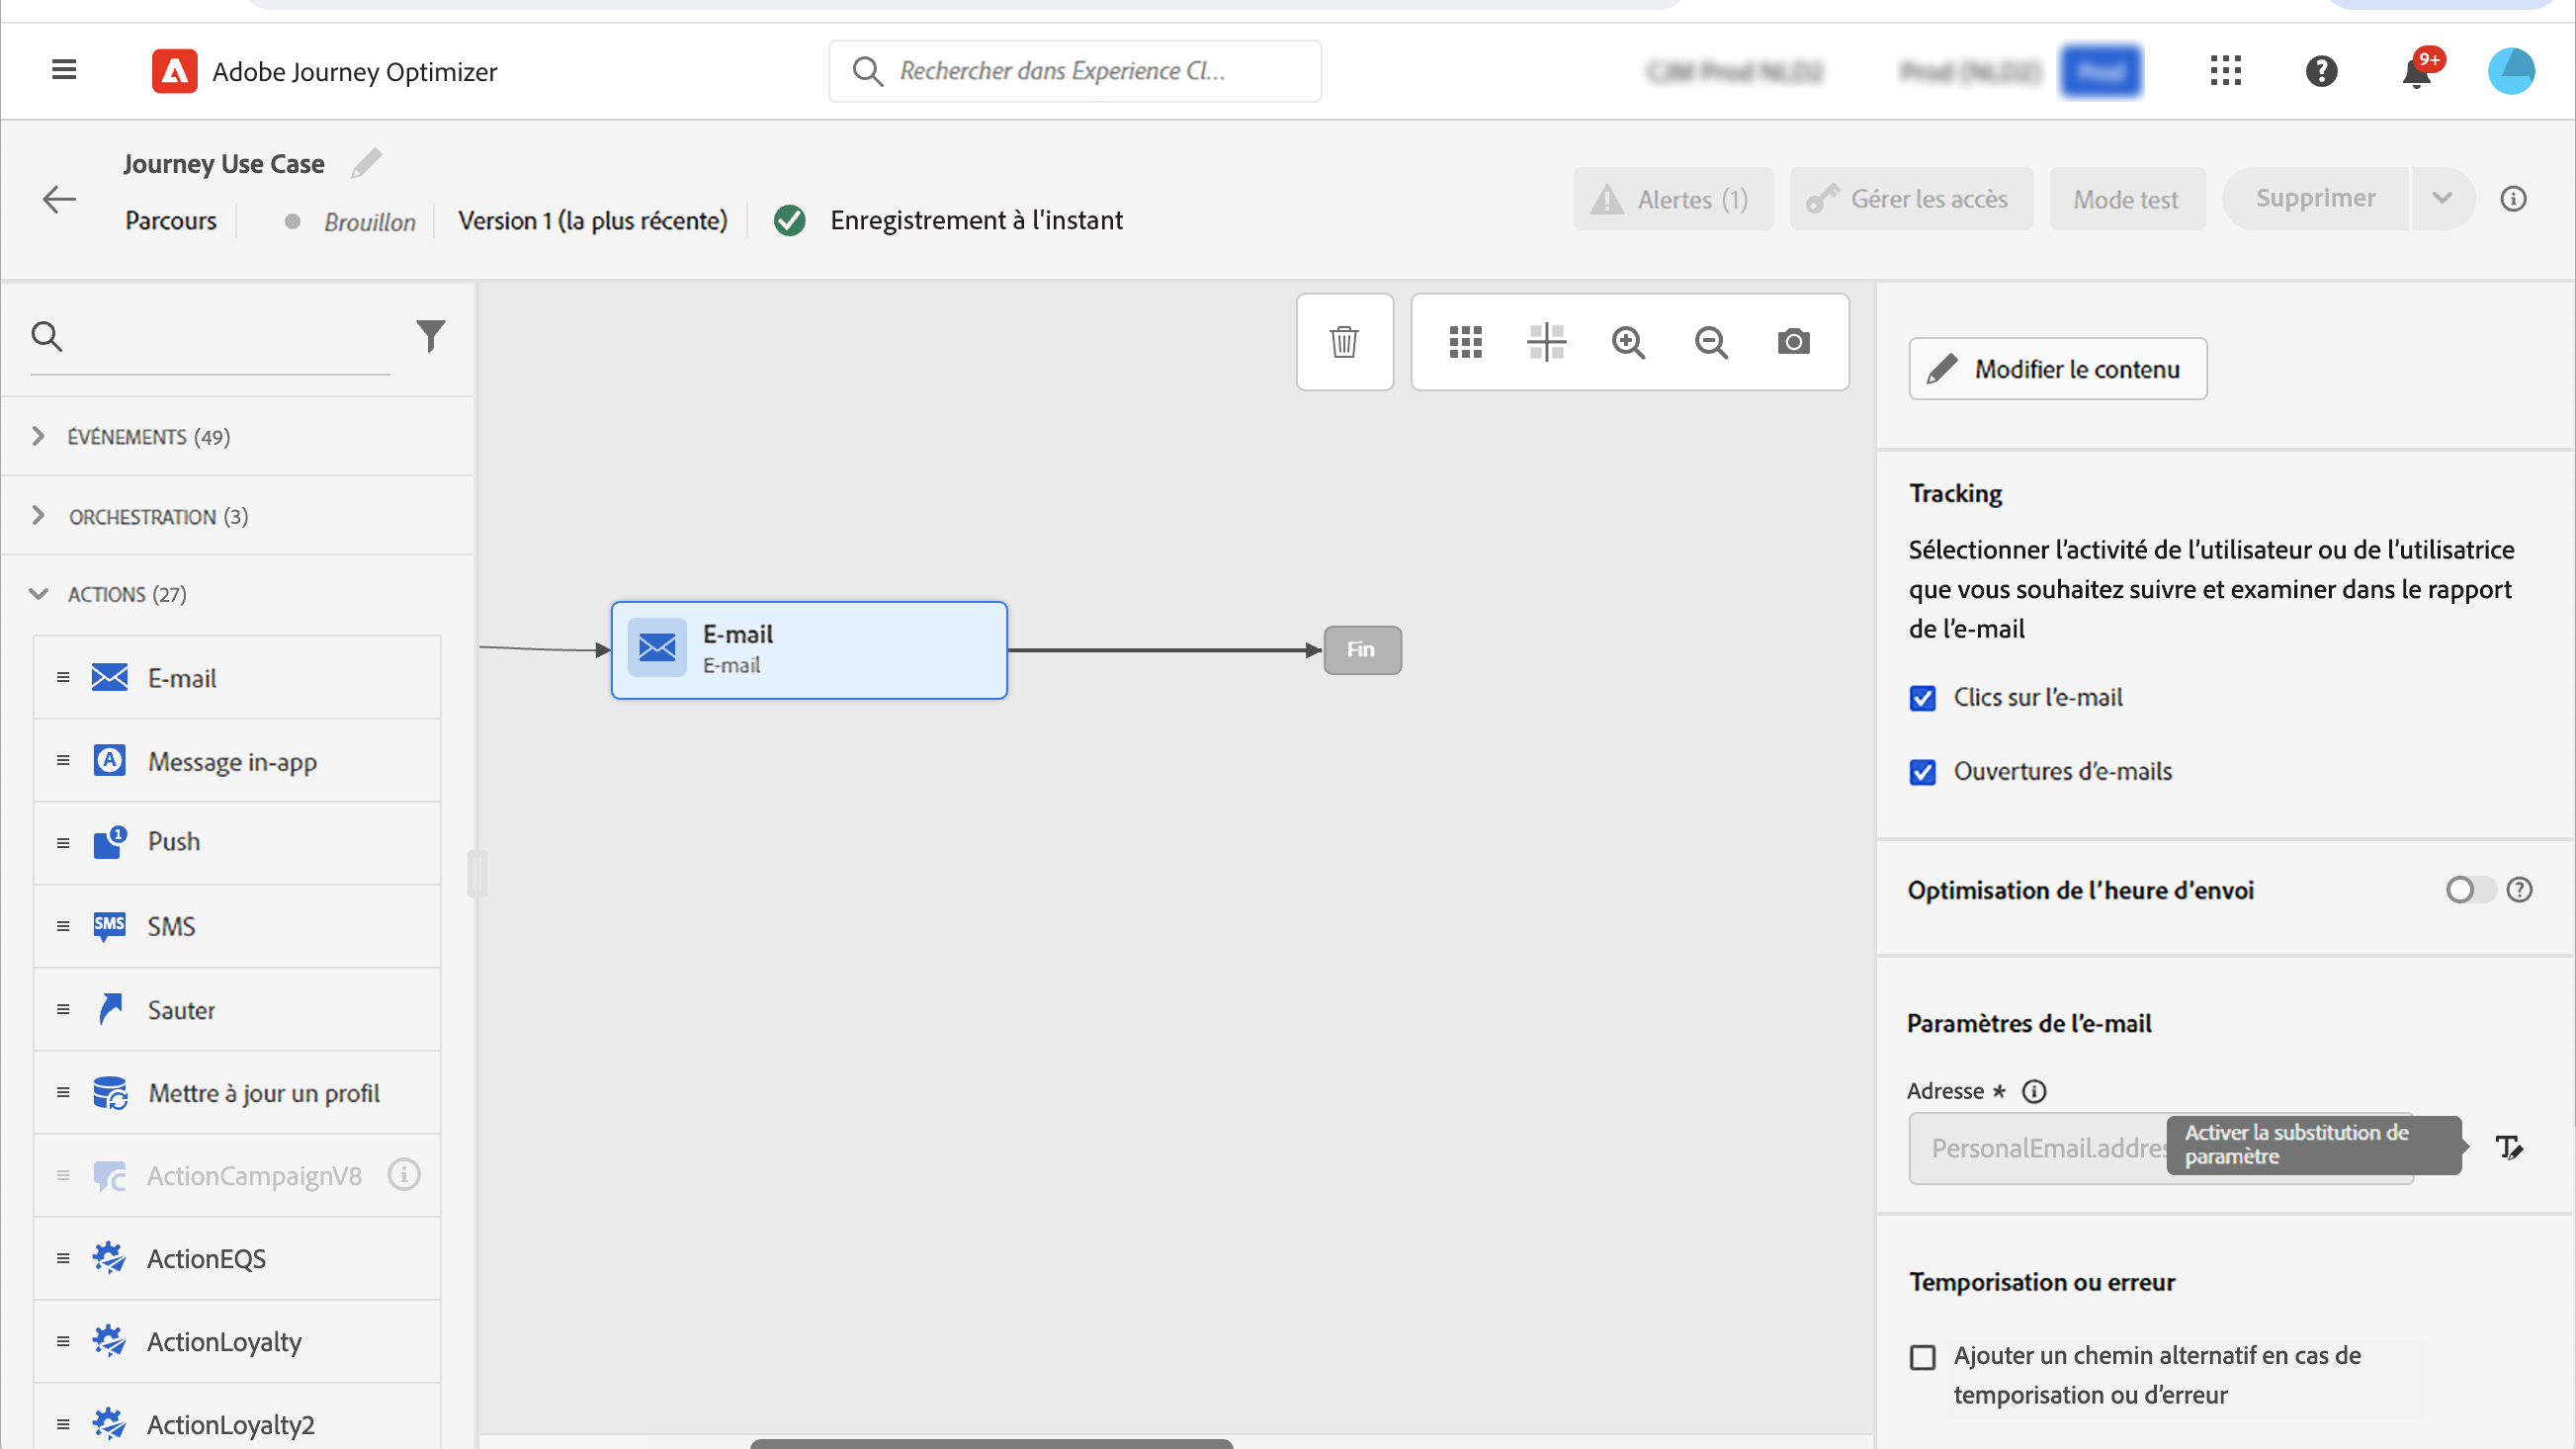 Adobe Journey Optimizer
Rechercher dans Experience Cl...
9+
Journey Use Case
Parcours
Brouillon
Version 1 (la plus récente)
Enregistrement à l'instant
Alertes (1)
Gérer les accès
Mode test
Supprimer
ÉVÉNEMENTS (49)
ORCHESTRATION (3)
ACTIONS (27)
E-mail
Message in-app
Push
SMS
SMS
Sauter
Mettre à jour un profil
ActionCampaignV8
ActionEQS
ActionLoyalty
ActionLoyalty2
E-mail
E-mail
Fin
Modifier le contenu
Tracking
Sélectionner l’activité de l’utilisateur ou de l’utilisatrice
que vous souhaitez suivre et examiner dans le rapport
de l’e-mail
Clics sur l’e-mail
Ouvertures d’e-mails
Optimisation de l’heure d’envoi
Paramètres de l’e-mail
Adresse *
PersonalEmail.addres
Activer la substitution de
paramètre
Temporisation ou erreur
Ajouter un chemin alternatif en cas de
temporisation ou d’erreur